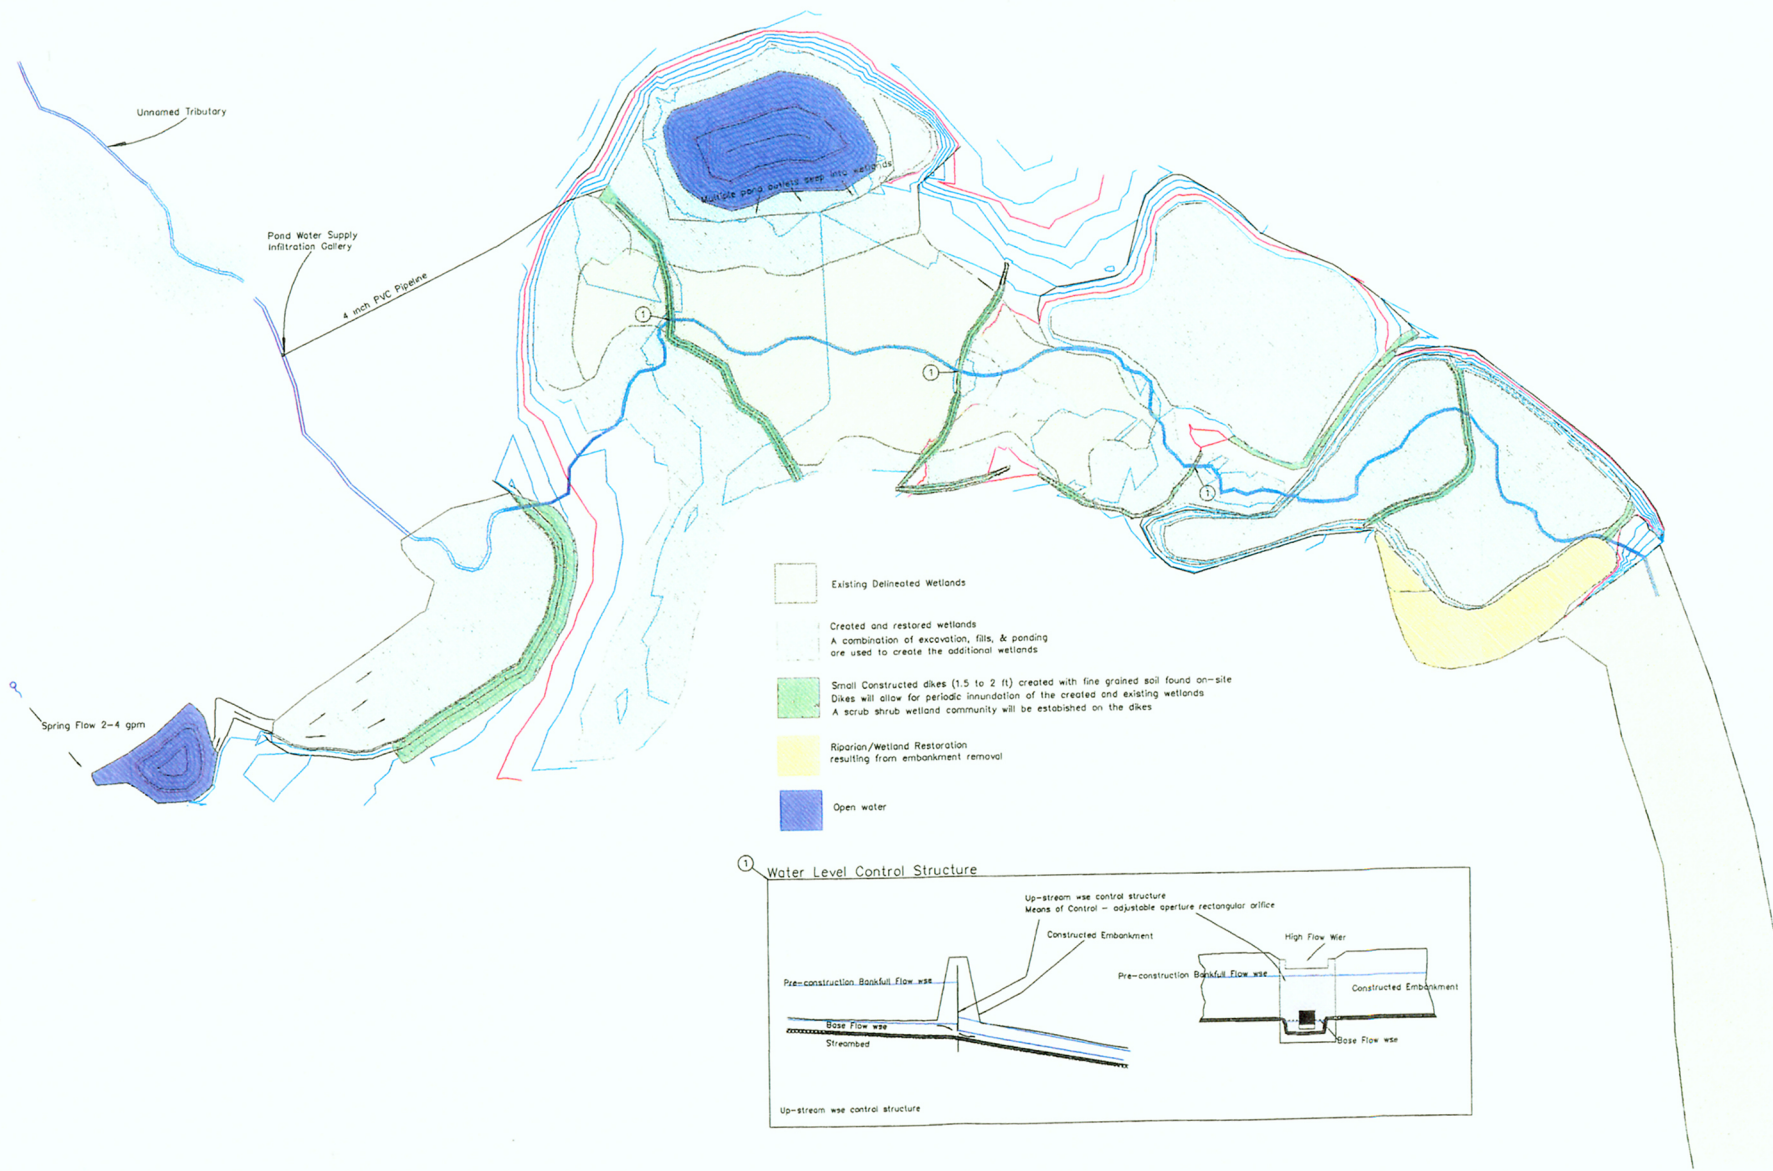 Unnamed Tributary
Pond Water Supply
Infiltration Gallery
4 inch PVC Pipeline
Multiple pond outlets seep into wetlands
1
1
1
Spring Flow 2-4 gpm
Existing Delineated Wetlands
Created and restored wetlands
A combination of excavation, fills, & ponding
are used to create the additional wetlands
Small Constructed dikes (1.5 to 2 ft) created with fine grained soil found on-site
Dikes will allow for periodic innundation of the created and existing wetlands
A scrub shrub wetland community will be estabished on the dikes
Riparian/Wetland Restoration
resulting from embankment removal
Open water
1
Water Level Control Structure
Up-stream wse control structure
Means of Control - adjustable aperture rectangular orifice
Constructed Embankment
High Flow Wier
Pre-construction Bankfull Flow wse
Pre-construction Bankfull Flow wse
Constructed Embankment
Base Flow wse
Streambed
Base Flow wse
Up-stream wse control structure